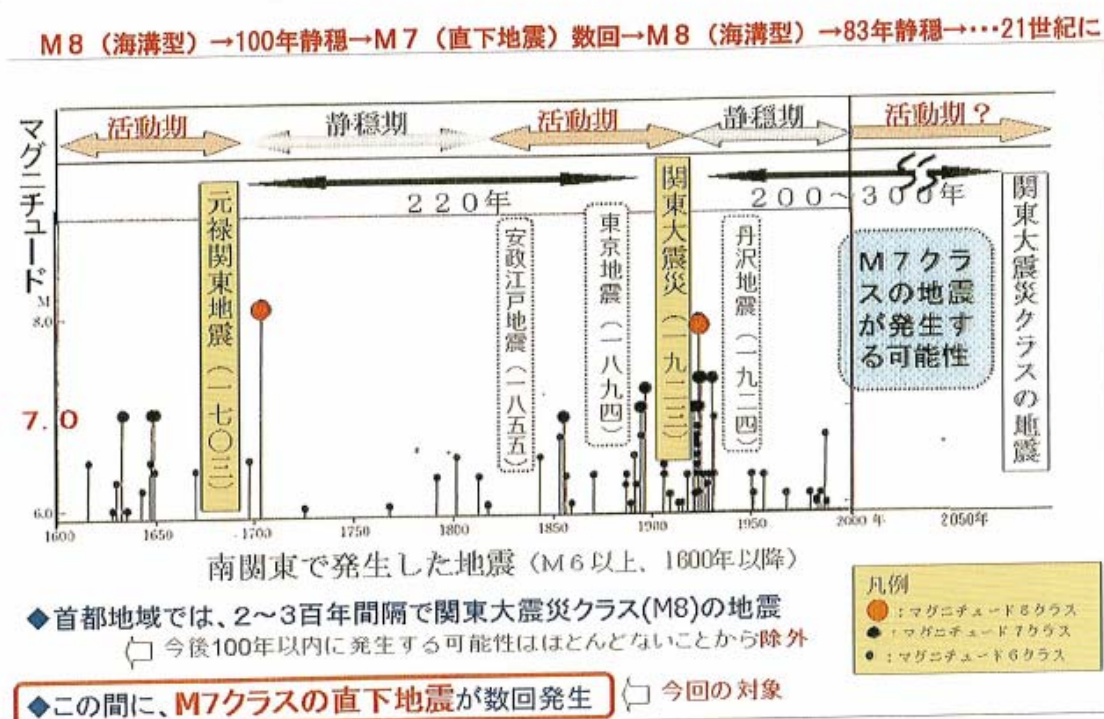 M8（海溝型）→100年静穏→M7（直下地震）数回→M8（海溝型）→83年静穏→⋯21世紀に
活動期
静穏期
活動期
静穏期
活動期？
マグニチュード
M
8.0
7.0
6.0
220年
200～300年
元禄関東地震（一七〇三）
安政江戸地震（一八五五）
東京地震（一八九四）
関東大震災（一九二三）
丹沢地震（一九二四）
M7クラ
スの地震
が発生す
る可能性
関東大震災クラスの地震
1600
1650
1700
1750
1800
1850
1900
1950
2000年
2050年
南関東で発生した地震（M6以上、1600年以降）
凡例
：マグニチュード8クラス
：マグニチュード7クラス
：マグニチュード6クラス
◆首都地域では、2～3百年間隔で関東大震災クラス(M8)の地震
今後100年以内に発生する可能性はほとんどないことから除外
◆この間に、M7クラスの直下地震が数回発生
今回の対象